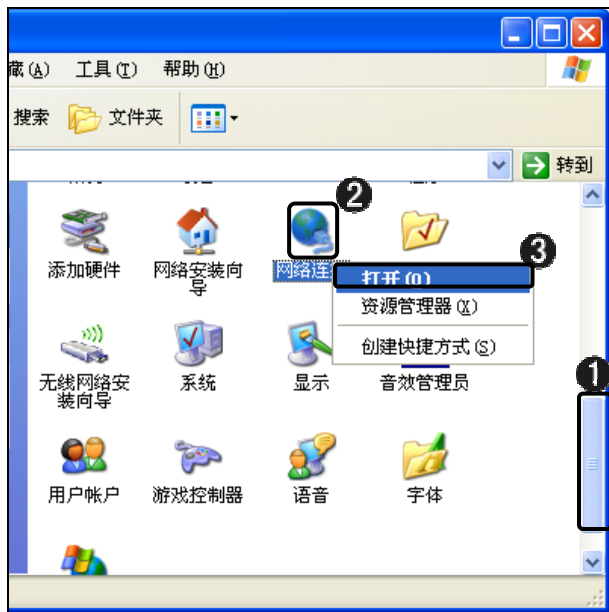 藏(A) 工具(T) 帮助(H)
搜索 文件夹
转到
2
添加硬件 网络安装向导 网络连
3
打开(O)
资源管理器(X)
创建快捷方式(S)
1
无线网络安装向导 系统 显示 音效管理员
用户帐户 游戏控制器 语音 字体